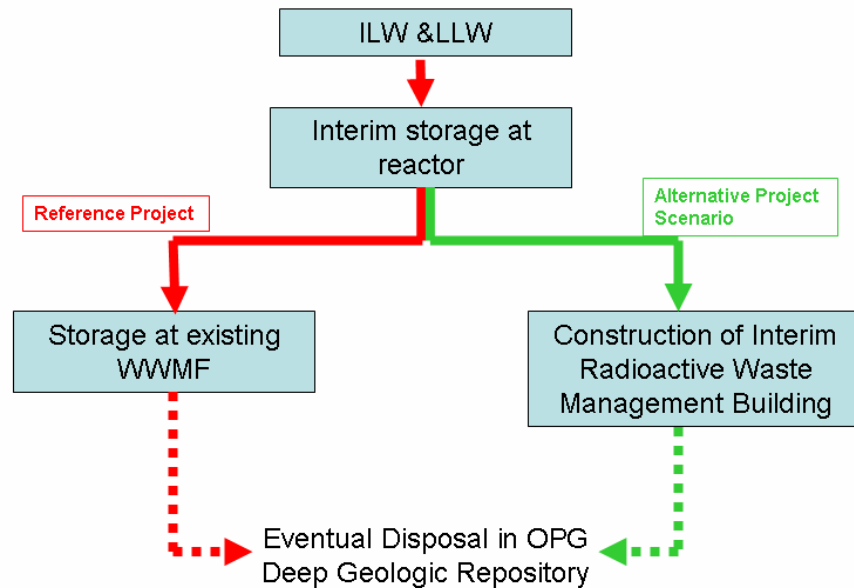 ILW &LLW
Interim storage at
reactor
Reference Project
Alternative Project
Scenario
Storage at existing
WWMF
Construction of Interim
Radioactive Waste
Management Building
Eventual Disposal in OPG
Deep Geologic Repository